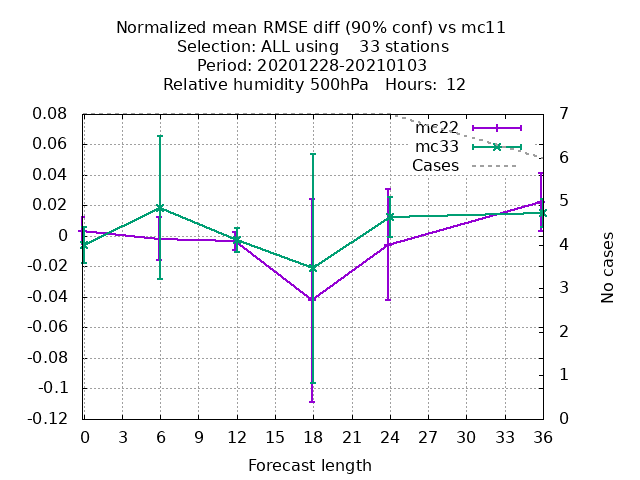 Normalized mean RMSE diff (90% conf) vs mc11
Selection: ALL using    33 stations
Period: 20201228-20210103
Relative humidity 500hPa   Hours:  12
mc22
mc33
Cases
0.08
0.06
0.04
0.02
0
-0.02
-0.04
-0.06
-0.08
-0.1
-0.12
7
6
5
4
3
2
1
0
No cases
0 3 6 9 12 15 18 21 24 27 30 33 36
Forecast length